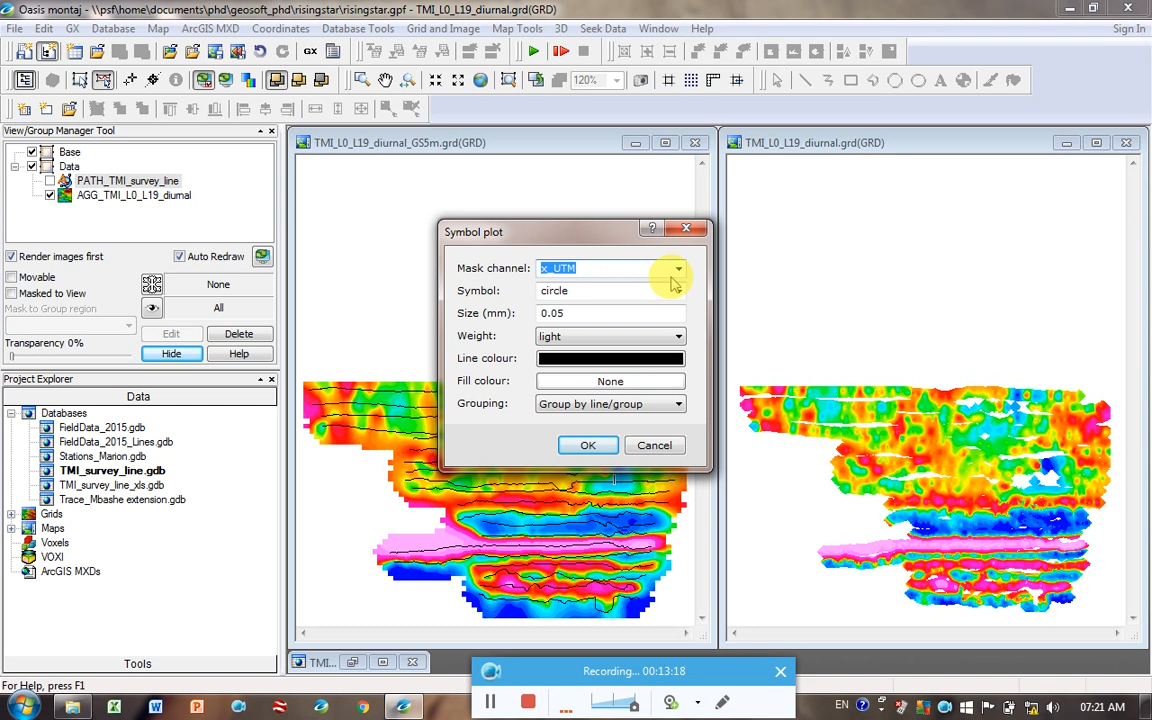 Oasis montaj - \\psf\home\documents\phd\geosoft_phd\risingstar\risingstar.gpf - TMI_L0_L19_diurnal.grd(GRD)
File Edit GX Database Map ArcGIS MXD Coordinates Database Tools Grid and Image Map Tools 3D Seek Data Window Help Sign In
GX
120%
View/Group Manager Tool
Base
Data
PATH_TMI_survey_line
AGG_TMI_L0_L19_diurnal
Render images first Auto Redraw
Movable
Masked to View
Mask to Group region
None
All
Edit Delete
Transparency 0%
Hide Help
Project Explorer
Data
Databases
FieldData_2015.gdb
FieldData_2015_Lines.gdb
Stations_Marion.gdb
TMI_survey_line.gdb
TMI_survey_line_xls.gdb
Trace_Mbashe extension.gdb
Grids
Maps
Voxels
VOXI
ArcGIS MXDs
Tools
For Help, press F1
TMI_L0_L19_diurnal_GS5m.grd(GRD)
TMI_L0_L19_diurnal.grd(GRD)
Symbol plot
Mask channel: x_UTM
Symbol: circle
Size (mm): 0.05
Weight: light
Line colour:
Fill colour: None
Grouping: Group by line/group
OK Cancel
TMI...
Recording... 00:13:18
EN 07:21 AM